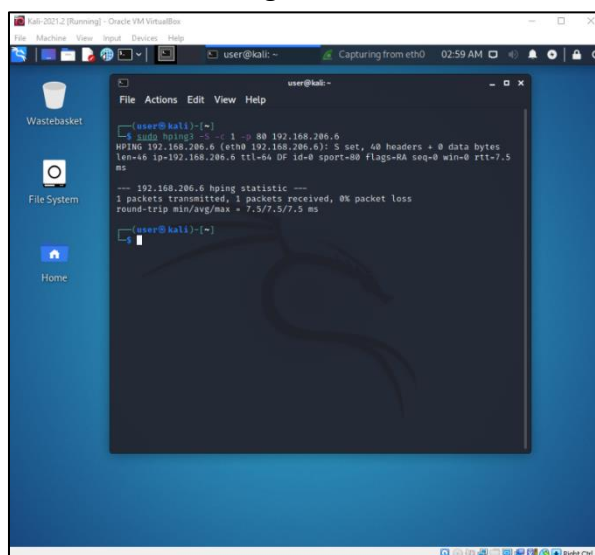 Kali-2021.2 [Running] - Oracle VM VirtualBox
File Machine View Input Devices Help
user@kali: ~
Capturing from eth0
02:59 AM
user@kali:~
File Actions Edit View Help
(user㉿kali)-[~]
$ sudo hping3 -S -c 1 -p 80 192.168.206.6
HPING 192.168.206.6 (eth0 192.168.206.6): S set, 40 headers + 0 data bytes
len=46 ip=192.168.206.6 ttl=64 DF id=0 sport=80 flags=RA seq=0 win=0 rtt=7.5
ms
--- 192.168.206.6 hping statistic ---
1 packets transmitted, 1 packets received, 0% packet loss
round-trip min/avg/max = 7.5/7.5/7.5 ms
(user㉿kali)-[~]
$
Wastebasket
File System
Home
Right Ctrl